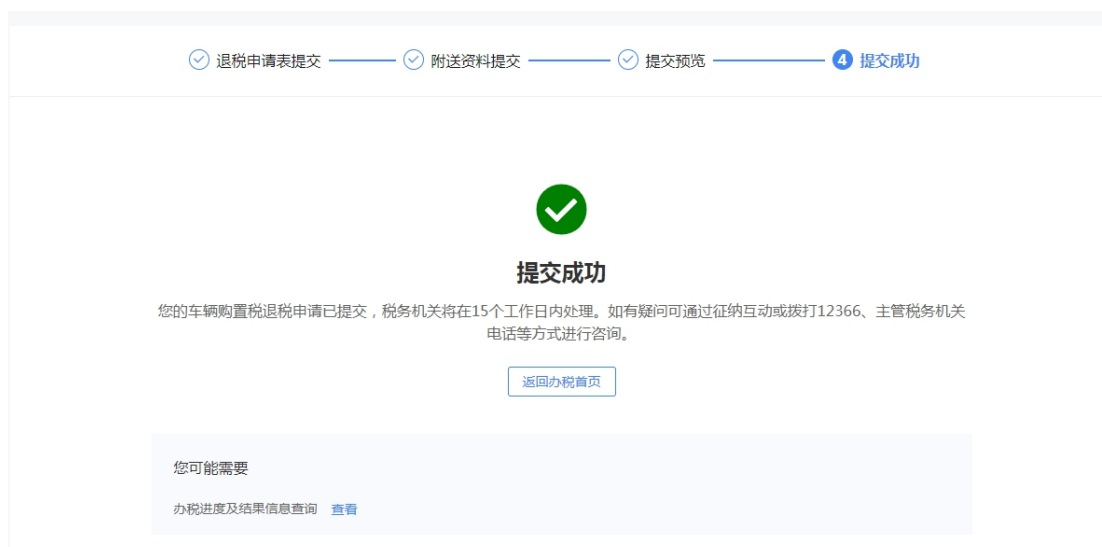 退税申请表提交 附送资料提交 提交预览 4 提交成功
提交成功
您的车辆购置税退税申请已提交，税务机关将在15个工作日内处理。如有疑问可通过征纳互动或拨打12366、主管税务机关
电话等方式进行咨询。
返回办税首页
您可能需要
办税进度及结果信息查询 查看